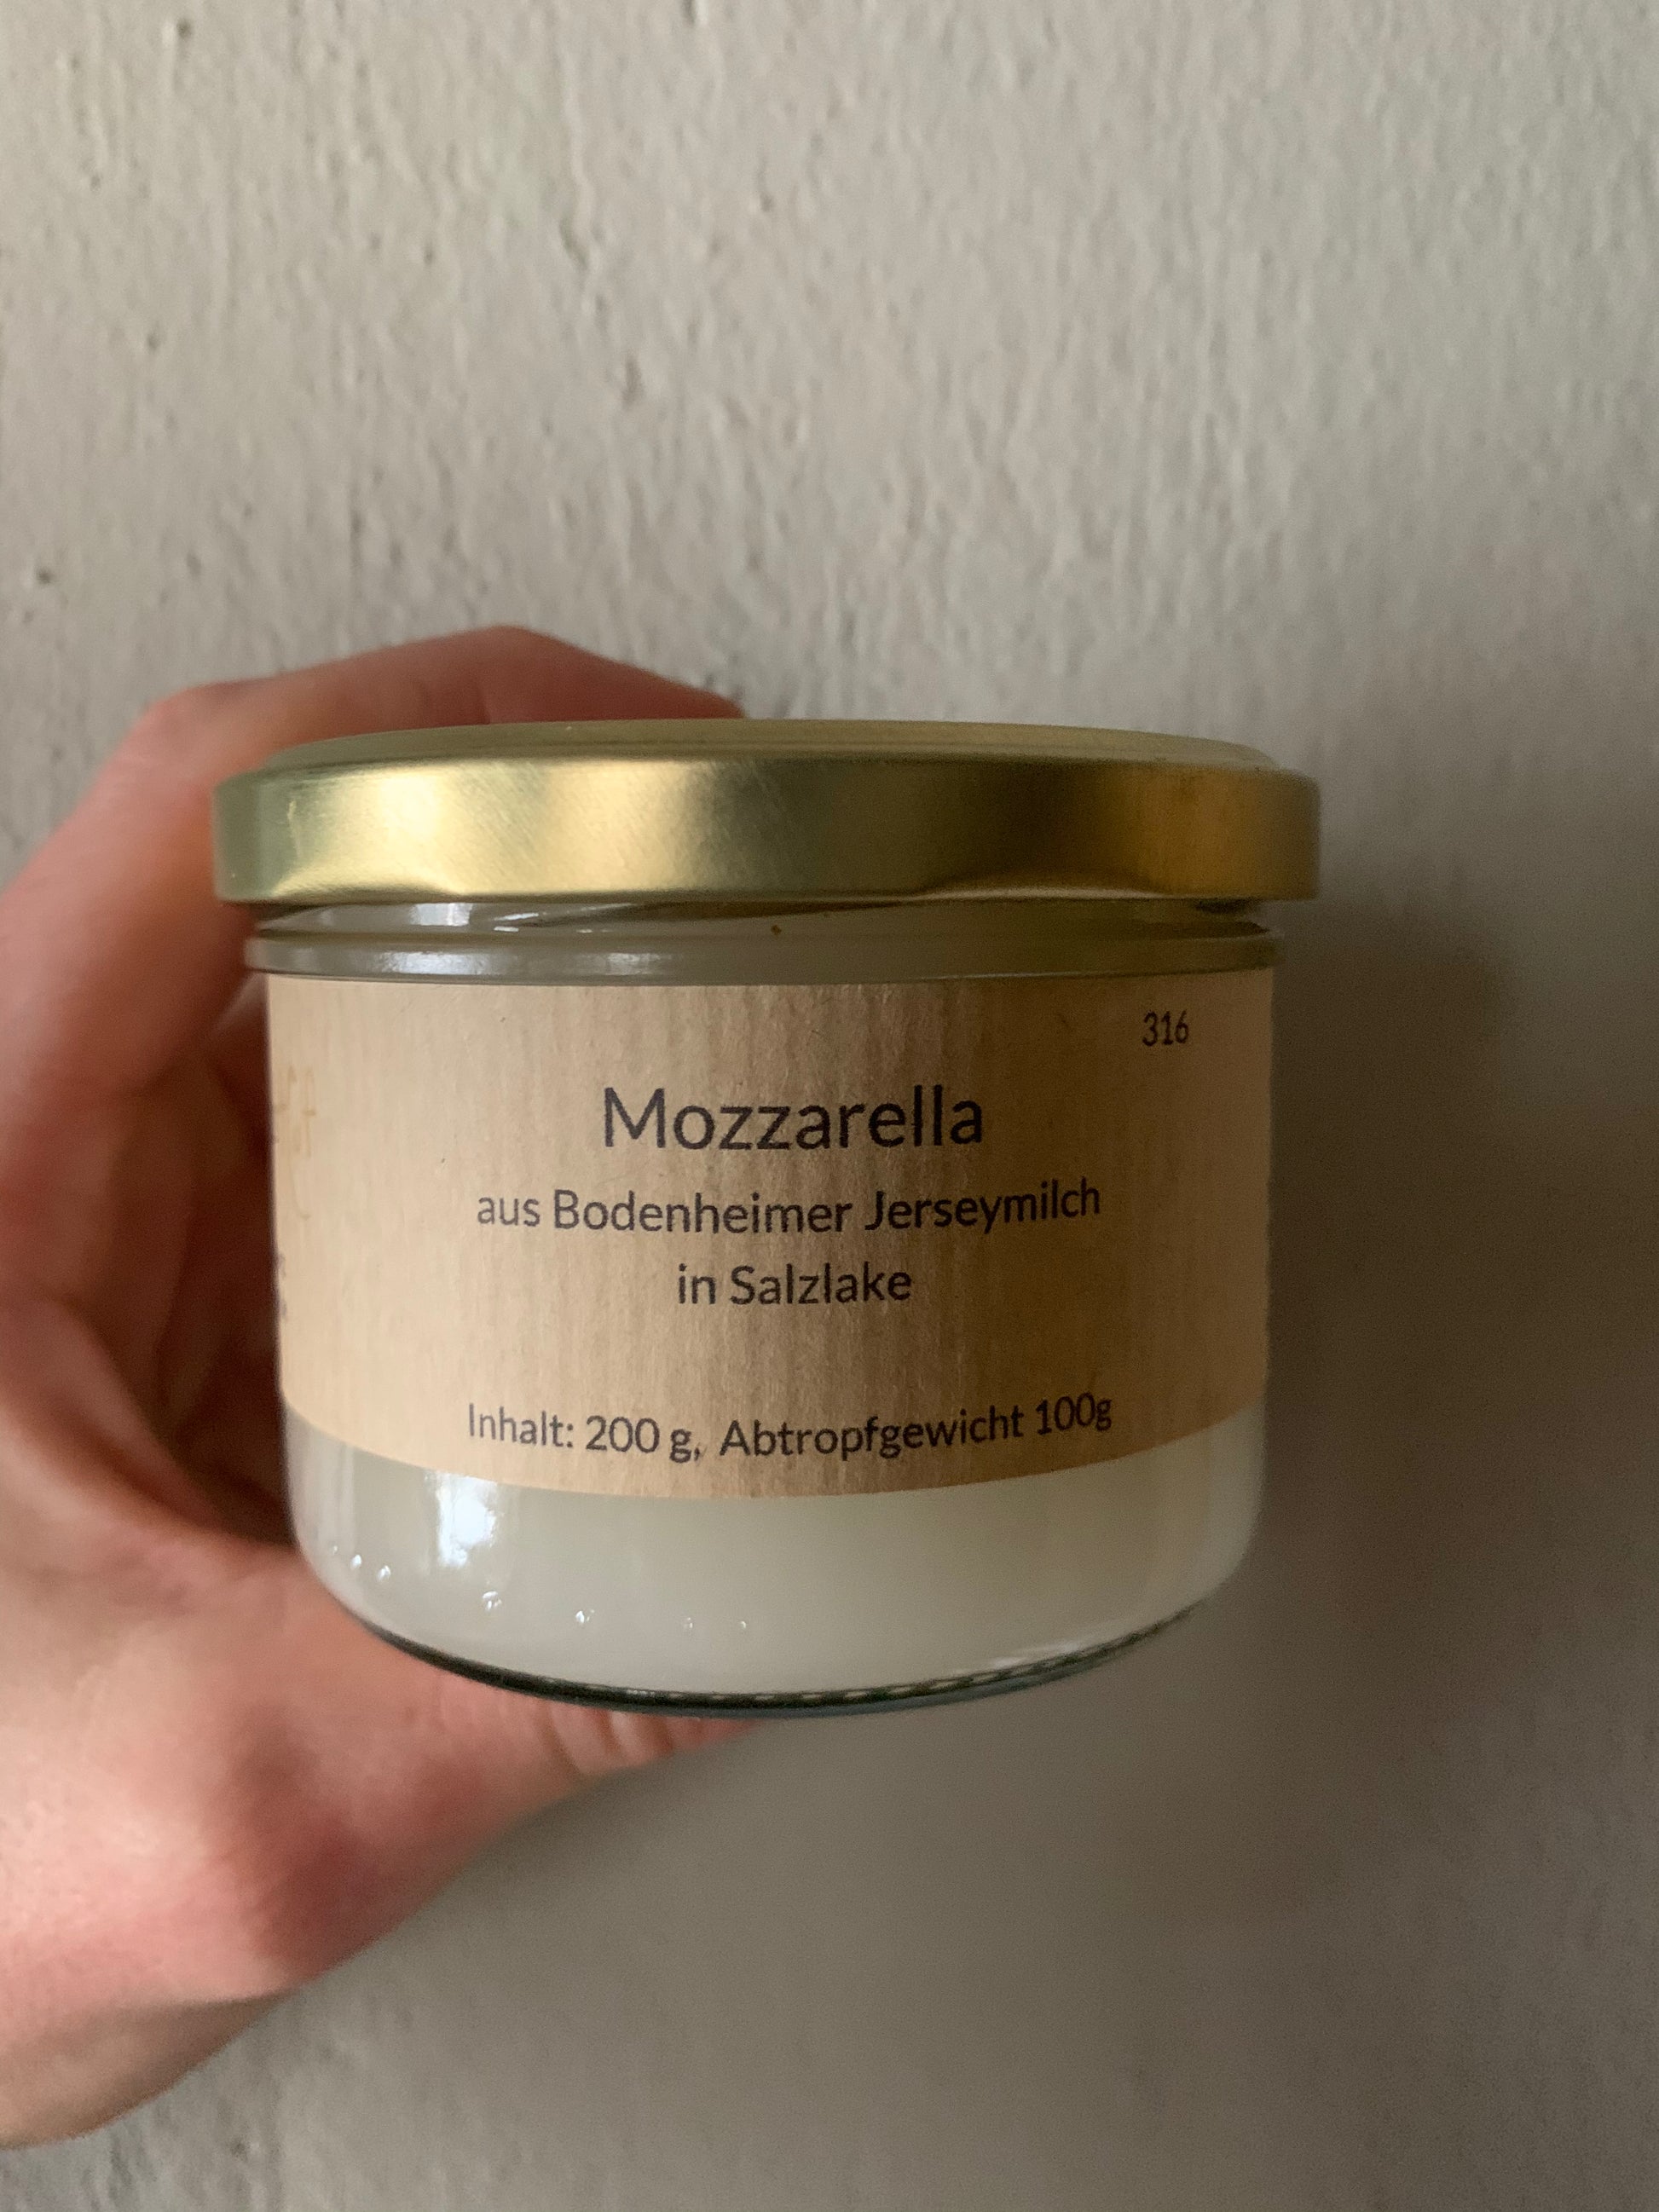 316
Mozzarella
aus Bodenheimer Jerseymilch
in Salzlake
Inhalt: 200 g, Abtropfgewicht 100g